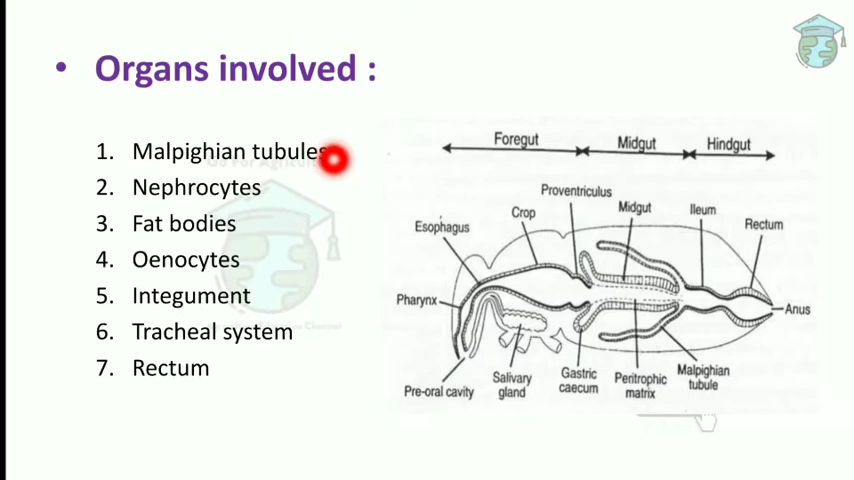 • Organs involved :
1. Malpighian tubules
2. Nephrocytes
3. Fat bodies
4. Oenocytes
5. Integument
6. Tracheal system
7. Rectum
Foregut Midgut Hindgut
Proventriculus
Midgut
Ileum
Crop
Rectum
Esophagus
Pharynx
Anus
Pre-oral cavity
Salivary
gland
Gastric
caecum
Peritrophic
matrix
Malpighian
tubule